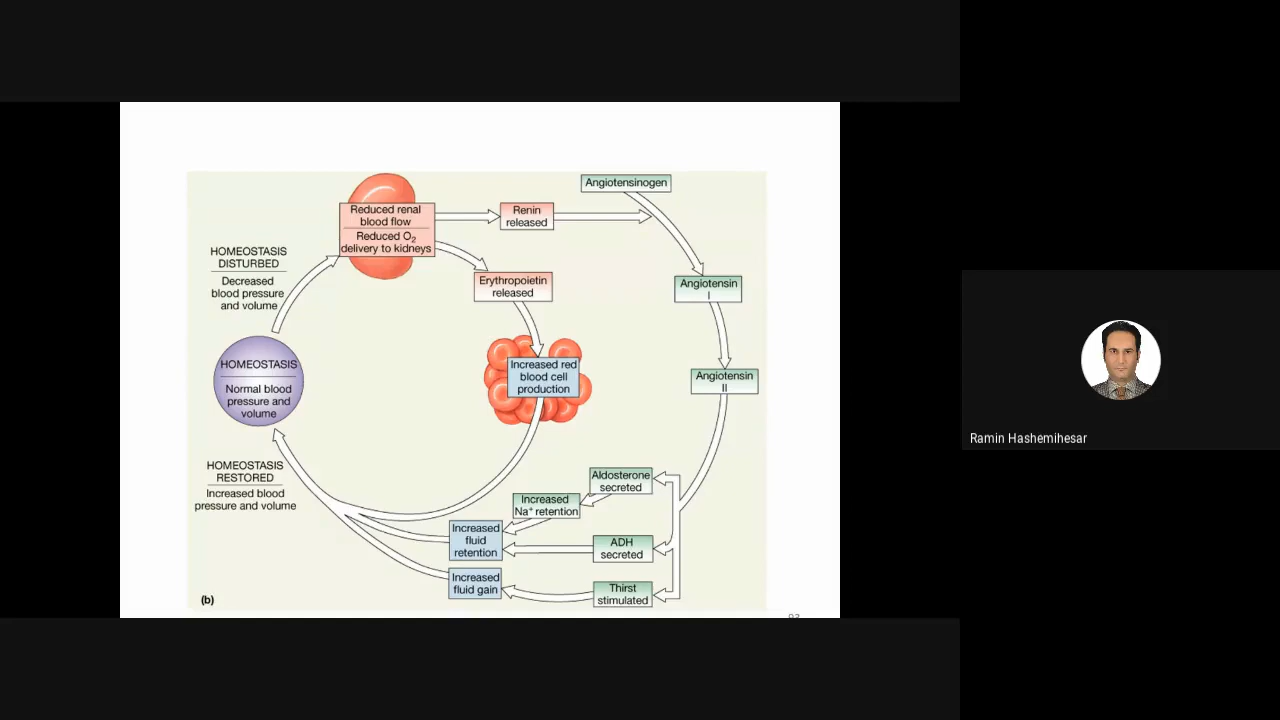 Angiotensinogen
Reduced renal
blood flow
Reduced O₂
delivery to kidneys
Renin
released
HOMEOSTASIS
DISTURBED
Decreased
blood pressure
and volume
Erythropoietin
released
Angiotensin
I
HOMEOSTASIS
Normal blood
pressure and
volume
Increased red
blood cell
production
Angiotensin
II
HOMEOSTASIS
RESTORED
Increased blood
pressure and volume
Aldosterone
secreted
Increased
Na⁺ retention
Increased
fluid
retention
ADH
secreted
Increased
fluid gain
Thirst
stimulated
(b)
Ramin Hashemihesar